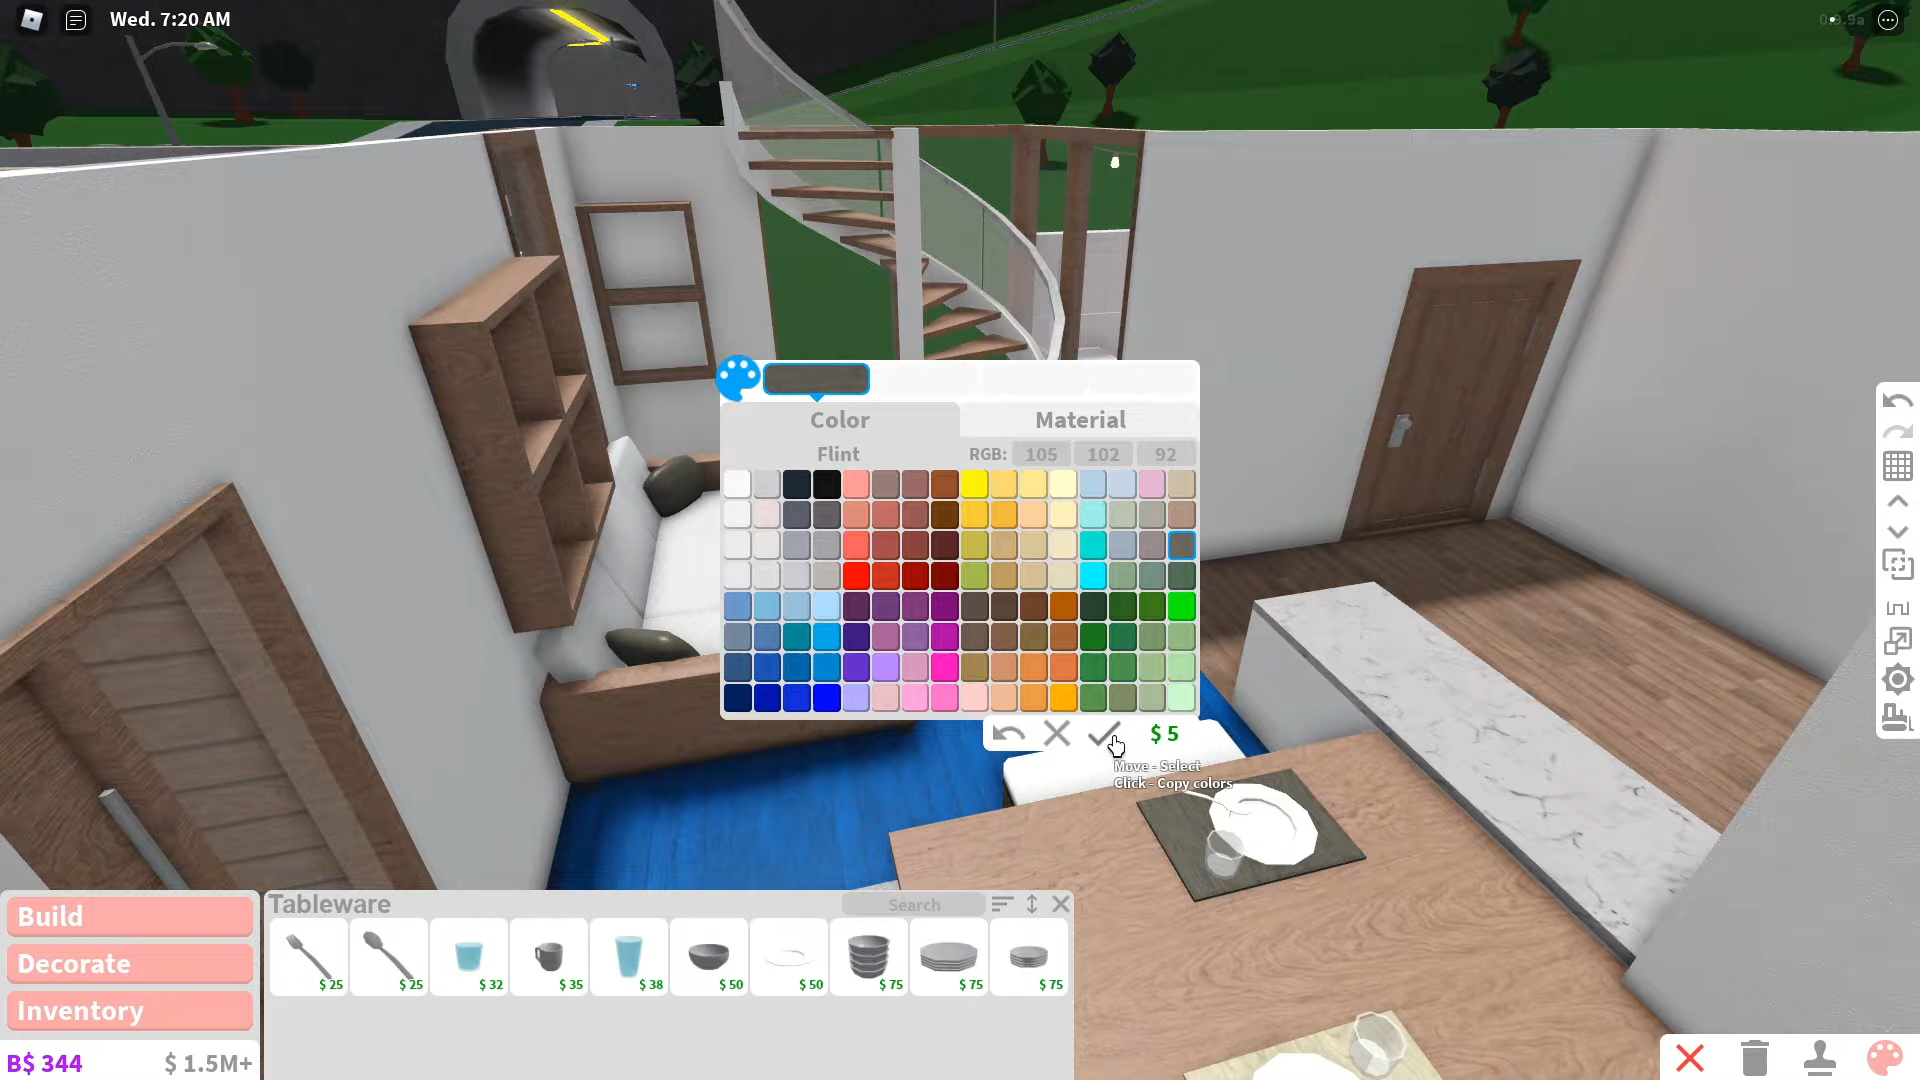 Wed. 7:20 AM
Color
Material
Flint
RGB: 105 102 92
$ 5
Move - Select
Click - Copy colors
Build
Decorate
Inventory
B$ 344
$ 1.5M+
Tableware
Search
$ 25
$ 25
$ 32
$ 35
$ 38
$ 50
$ 50
$ 75
$ 75
$ 75